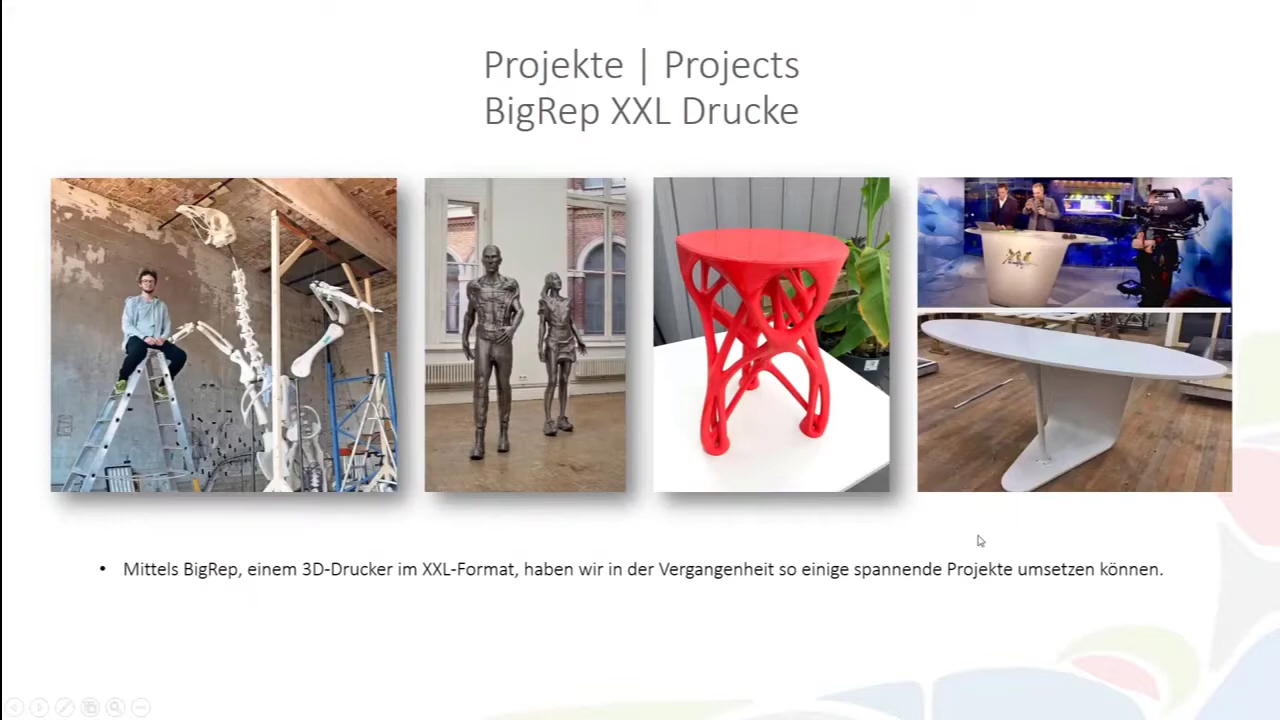 Projekte | Projects
BigRep XXL Drucke
• Mittels BigRep, einem 3D-Drucker im XXL-Format, haben wir in der Vergangenheit so einige spannende Projekte umsetzen können.